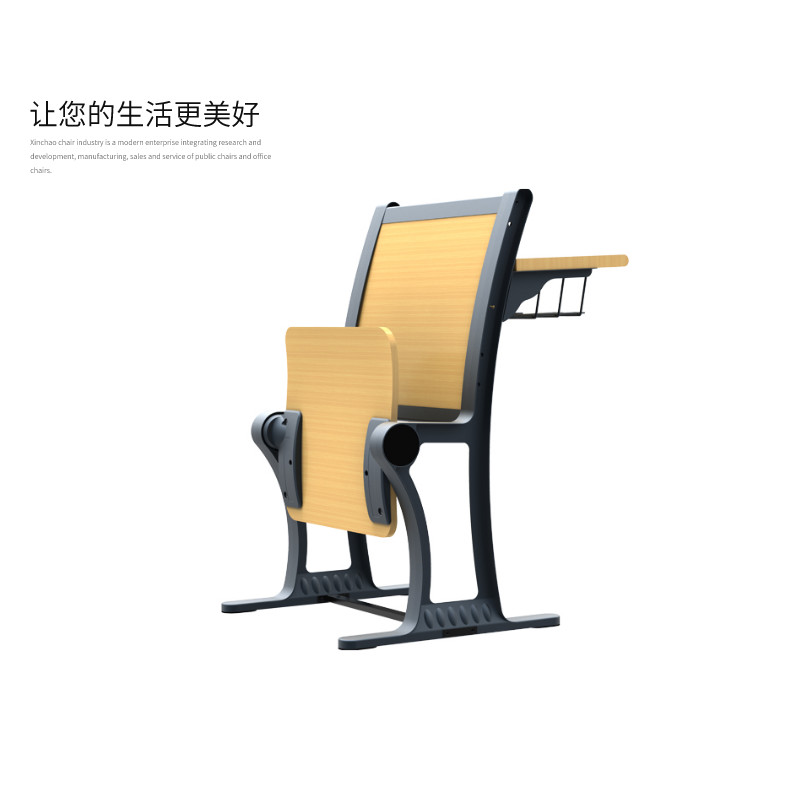 让您的生活更美好
Xinchao chair industry is a modern enterprise integrating research and
development, manufacturing, sales and service of public chairs and office
chairs.